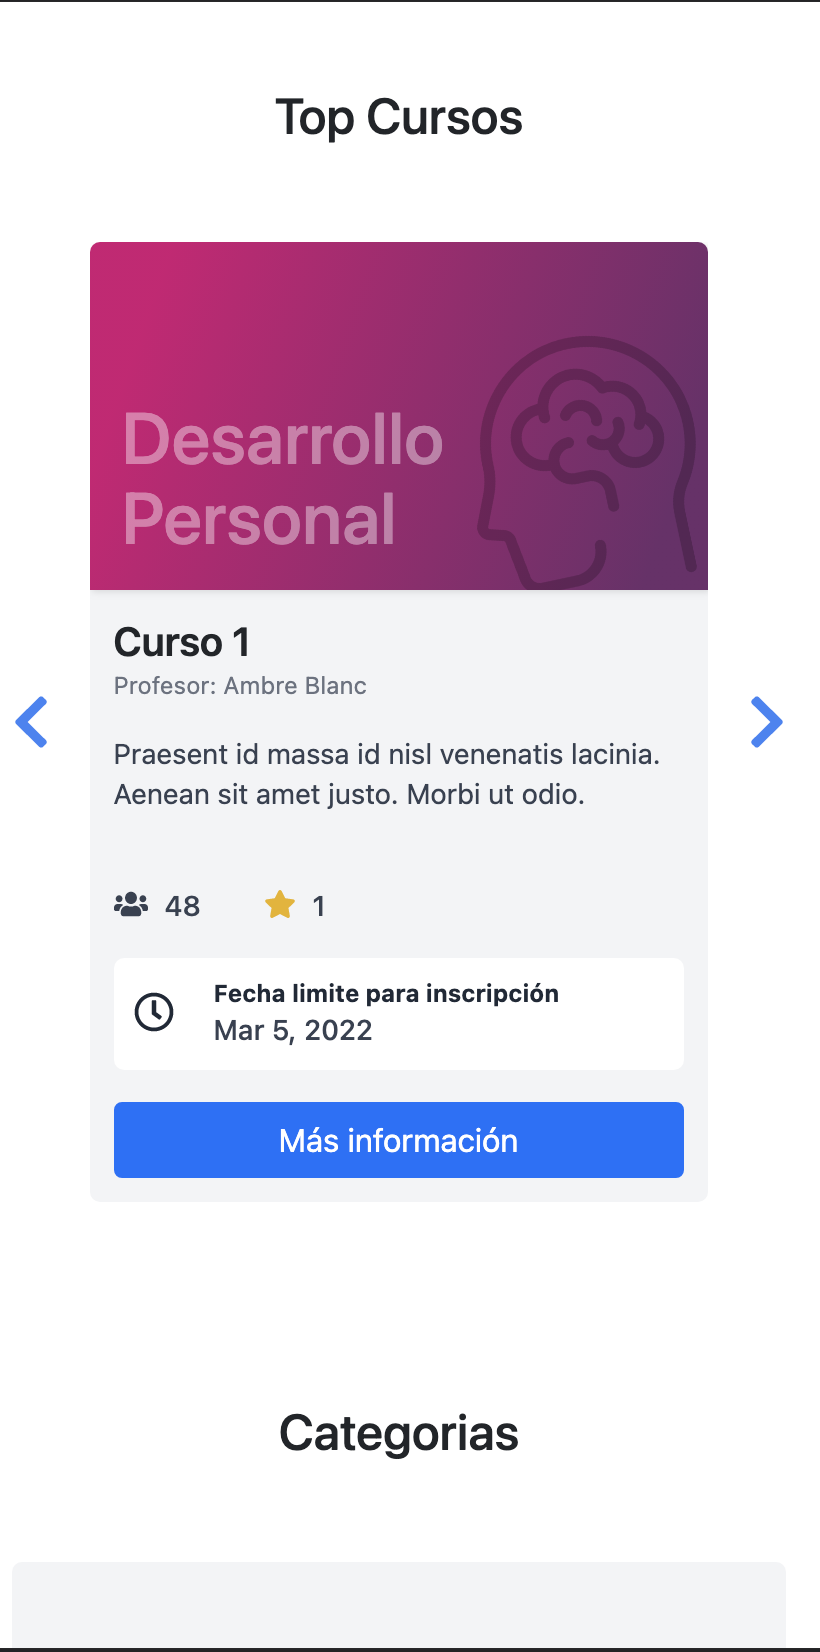 Top Cursos
Desarrollo
Personal
Curso 1
Profesor: Ambre Blanc
Praesent id massa id nisl venenatis lacinia.
Aenean sit amet justo. Morbi ut odio.
48 1
Fecha limite para inscripción
Mar 5, 2022
Más información
Categorias